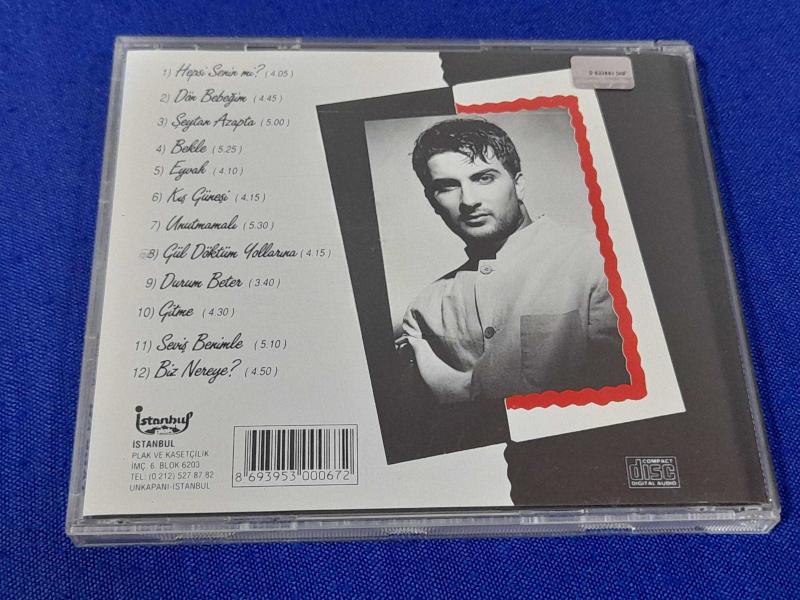 1) Hepsi Senin mi? (4.05)
2) Dön Bebeğim (4.45)
3) Şeytan Azapta (5.00)
4) Bekle (5.25)
5) Eyvah (4.10)
6) Kış Güneşi (4.15)
7) Unutmamalı (5.30)
8) Gül Döktüm Yollarına (4.15)
9) Durum Beter (3.40)
10) Gitme (4.30)
11) Seviş Benimle (5.10)
12) Biz Nereye? (4.50)
istanbul
İSTANBUL
PLAK VE KASETÇİLİK
İMÇ. 6. BLOK 6203
TEL: (0.212) 527 87 82
UNKAPANI-İSTANBUL
8 693953 000672
COMPACT
disc
DIGITAL AUDIO